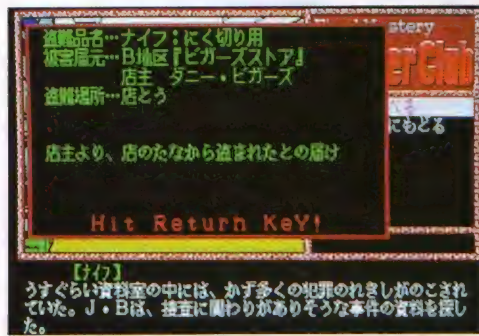 盗難品名…ナイフ:にく切り用
被害届元…B地区『ビガーズストア』
店主 ダニー・ビガーズ
盗難場所…店とう
店主より、店のたなから盗まれたとの届け
Hit Return KeY!
stery
er Club
にもどる
【ナイフ】
うすぐらい資料室の中には、かず多くの犯罪のれきしがのこされ
ていた。J・Bは、捜査に関わりがありそうな事件の資料を探し
た。